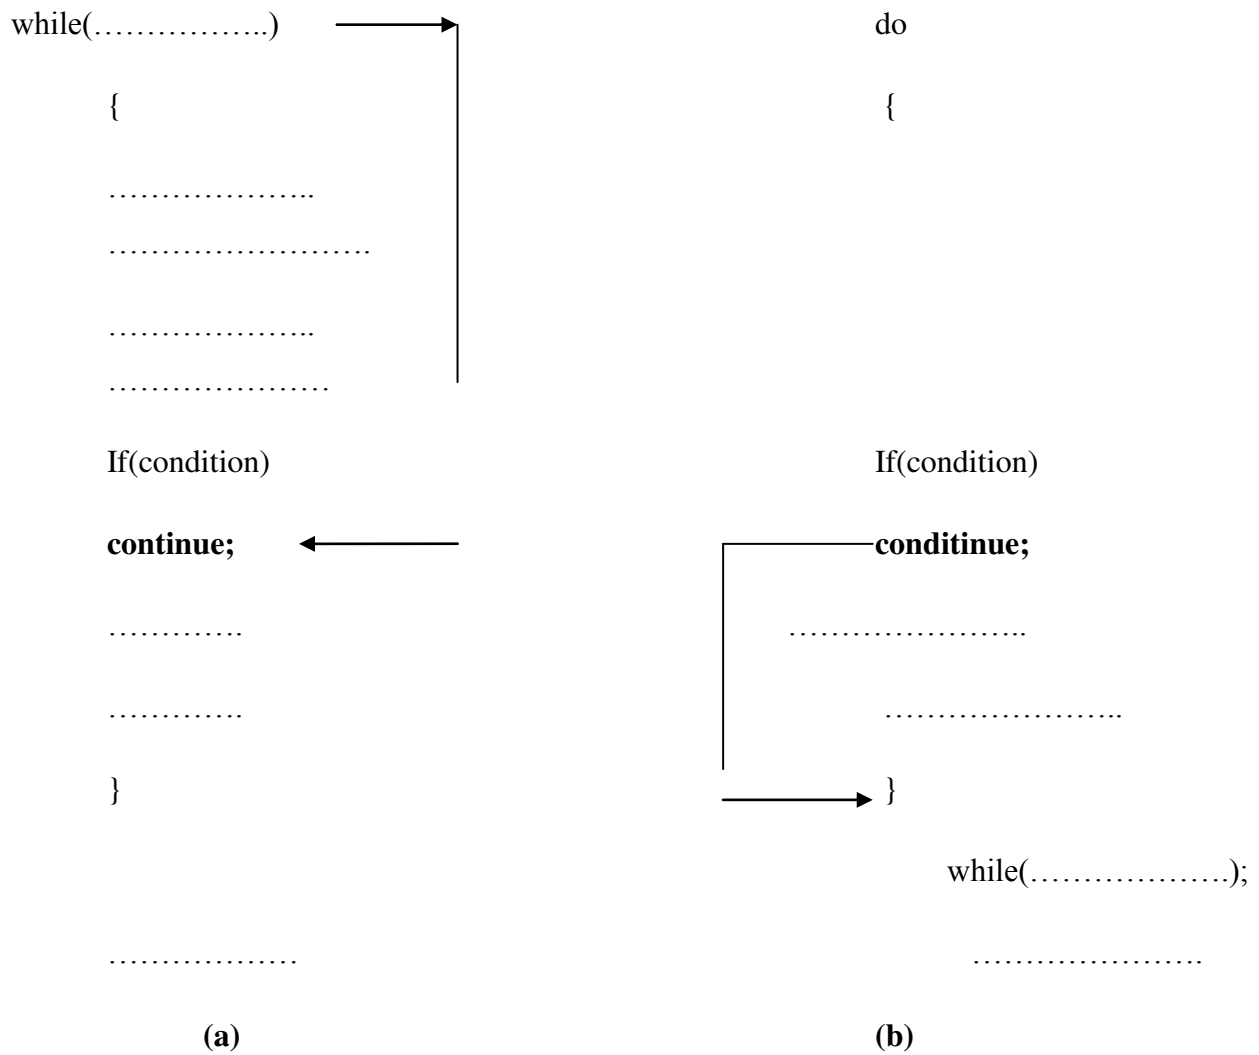 while(……………..)
{
………………..
…………………….
………………..
…………………
If(condition)
continue;
………….
………….
}
………………
(a)
do
{
If(condition)
conditinue;
…………………..
…………………..
}
while(……………….);
………………….
(b)